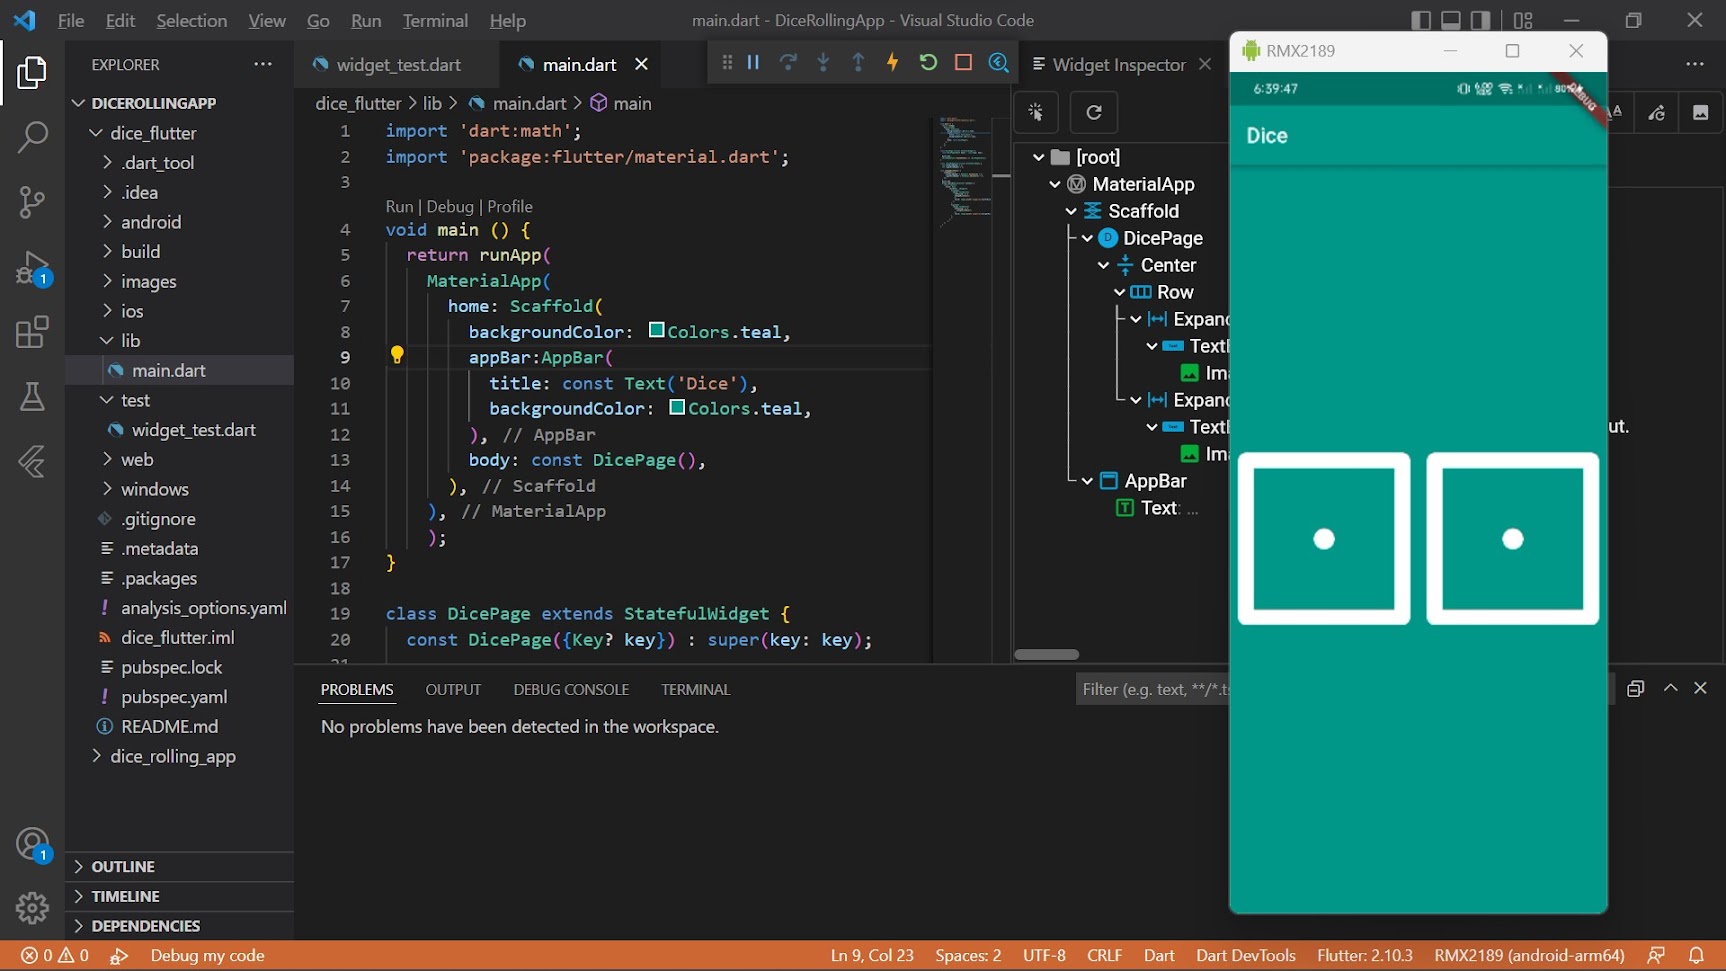 File Edit Selection View Go Run Terminal Help
main.dart - DiceRollingApp - Visual Studio Code
EXPLORER
DICEROLLINGAPP
dice_flutter
.dart_tool
.idea
android
build
images
ios
lib
main.dart
test
widget_test.dart
web
windows
.gitignore
.metadata
.packages
analysis_options.yaml
dice_flutter.iml
pubspec.lock
pubspec.yaml
README.md
dice_rolling_app
OUTLINE
TIMELINE
DEPENDENCIES
1
1
widget_test.dart
main.dart
dice_flutter > lib > main.dart > main
1 import 'dart:math';
2 import 'package:flutter/material.dart';
3
Run | Debug | Profile
4 void main () {
5 return runApp(
6 MaterialApp(
7 home: Scaffold(
8 backgroundColor: Colors.teal,
9 appBar:AppBar(
10 title: const Text('Dice'),
11 backgroundColor: Colors.teal,
12 ), // AppBar
13 body: const DicePage(),
14 ), // Scaffold
15 ), // MaterialApp
16 );
17 }
18
19 class DicePage extends StatefulWidget {
20 const DicePage({Key? key}) : super(key: key);
Widget Inspector
[root]
MaterialApp
Scaffold
DicePage
Center
Row
Expan
Text
Ima
Expan
Text
Ima
AppBar
Text: ...
ut.
RMX2189
6:39:47
80%
DEBUG
Dice
PROBLEMS OUTPUT DEBUG CONSOLE TERMINAL
Filter (e.g. text, **/*.t
No problems have been detected in the workspace.
0 0 Debug my code
Ln 9, Col 23 Spaces: 2 UTF-8 CRLF Dart Dart DevTools Flutter: 2.10.3 RMX2189 (android-arm64)